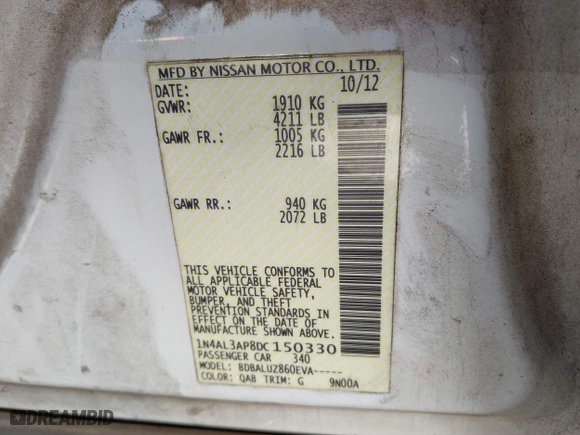 MFD BY NISSAN MOTOR CO., LTD.
DATE: 10/12
GVWR: 1910 KG
4211 LB
GAWR FR.: 1005 KG
2216 LB
GAWR RR.: 940 KG
2072 LB
THIS VEHICLE CONFORMS TO
ALL APPLICABLE FEDERAL
MOTOR VEHICLE SAFETY,
BUMPER, AND THEFT
PREVENTION STANDARDS IN
EFFECT ON THE DATE OF
MANUFACTURE SHOWN ABOVE.
1N4AL3AP8DC150330
PASSENGER CAR 340
MODEL: BDBALUZ860EVA-----
COLOR: QAB TRIM: G 9N00A
DREAMBID